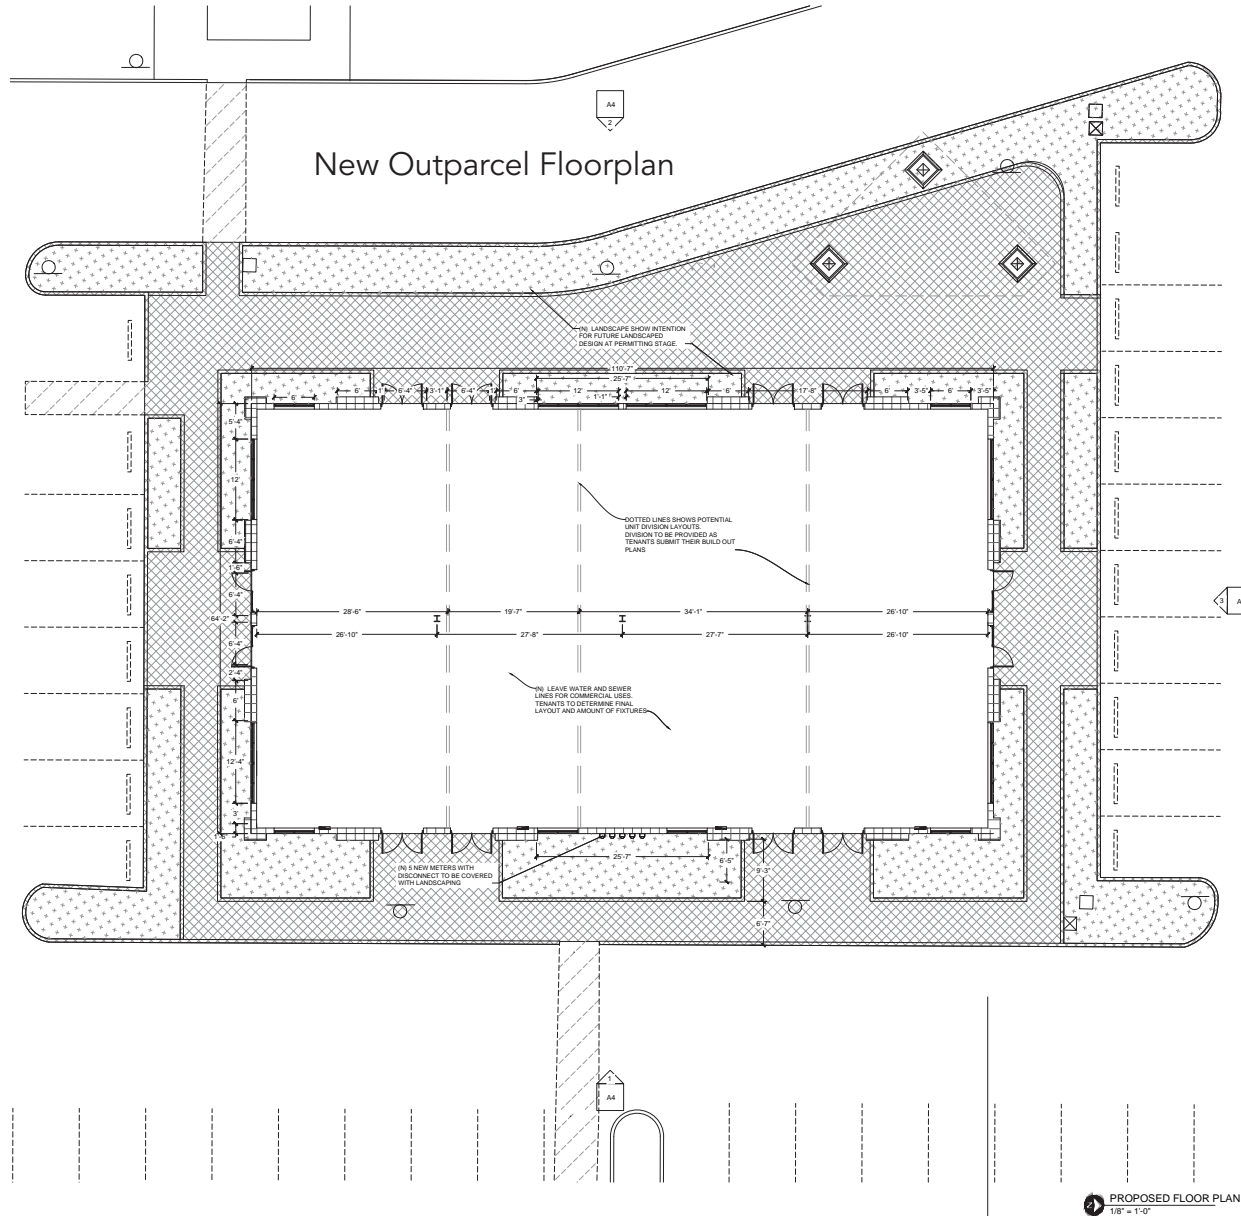 A4
2
New Outparcel Floorplan
(N) LANDSCAPE SHOW INTENTION
FOR FUTURE LANDSCAPED
DESIGN AT PERMITTING STAGE.
110'-7"
25'-7"
6'
6'
1'
6'-4"
3'-1"
6'-4"
1'
6'
3"
12'
1'-1"
12'
6'
17'-8"
6'
3'-5"
6'
3'-5"
5'-4"
12'
6'-4"
1'-6"
6'-4"
64'-2"
6'-4"
2'-4"
6'
12'-4"
3'
1'-6"
DOTTED LINES SHOWS POTENTIAL
UNIT DIVISION LAYOUTS.
DIVISION TO BE PROVIDED AS
TENANTS SUBMIT THEIR BUILD OUT
PLANS
28'-6"
19'-7"
34'-1"
26'-10"
26'-10"
27'-8"
27'-7"
26'-10"
3
A
(N) LEAVE WATER AND SEWER
LINES FOR COMMERCIAL USES.
TENANTS TO DETERMINE FINAL
LAYOUT AND AMOUNT OF FIXTURES
(N) 5 NEW METERS WITH
DISCONNECT TO BE COVERED
WITH LANDSCAPING
25'-7"
6'-5"
9'-3"
6'-7"
1
A4
PROPOSED FLOOR PLAN
1/8" = 1'-0"